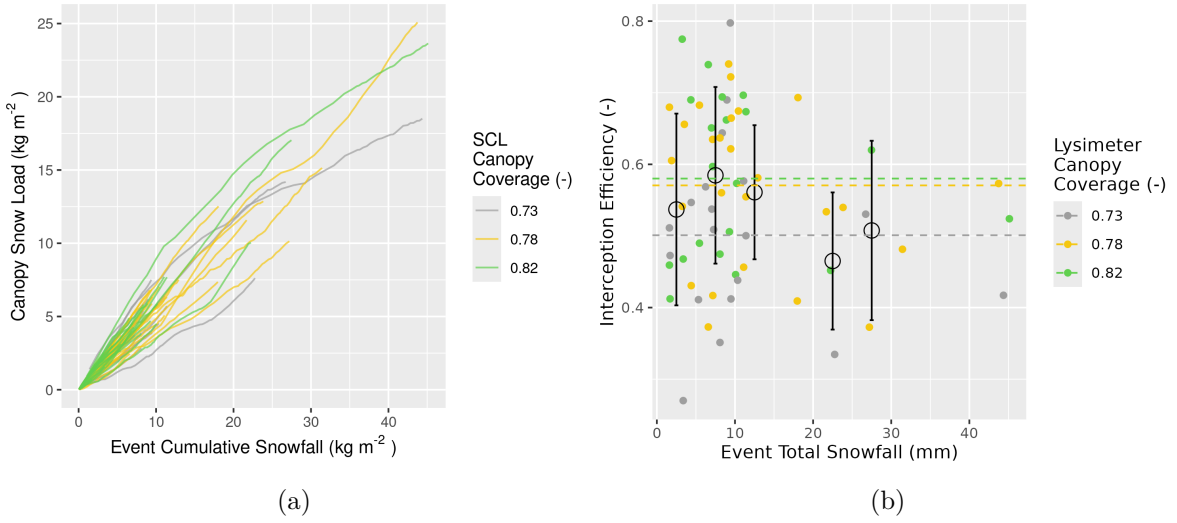 25
20
15
10
5
0
Canopy Snow Load (kg m-2 )
0 10 20 30 40
Event Cumulative Snowfall (kg m-2 )
SCL
Canopy
Coverage (-)
0.73
0.78
0.82
(a)
0.8
0.6
0.4
Interception Efficiency (-)
0 10 20 30 40
Event Total Snowfall (mm)
Lysimeter
Canopy
Coverage (-)
0.73
0.78
0.82
(b)